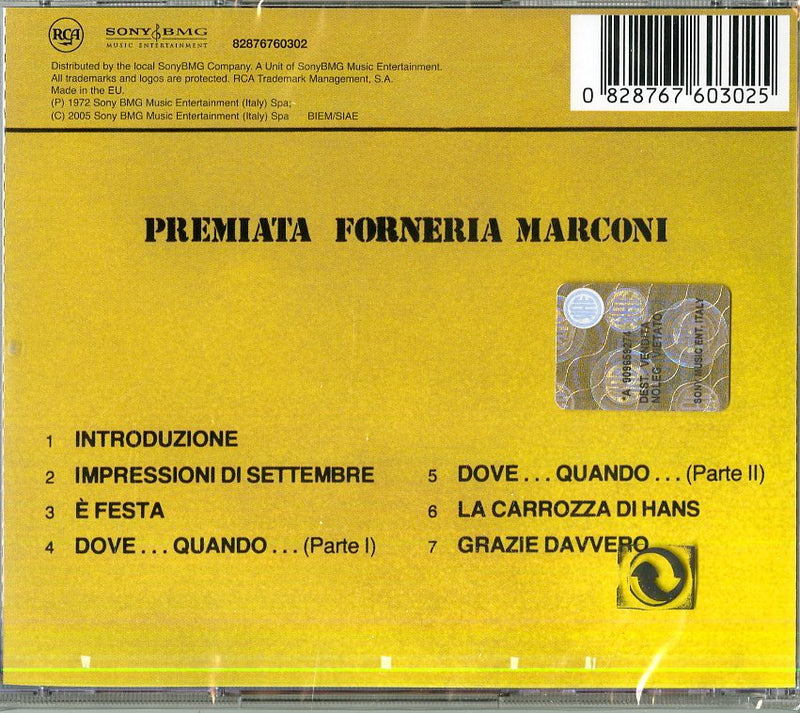 RCA
SONY BMG
MUSIC ENTERTAINMENT
82876760302
Distributed by the local SonyBMG Company. A Unit of SonyBMG Music Entertainment.
All trademarks and logos are protected. RCA Trademark Management, S.A.
Made in the EU.
(P) 1972 Sony BMG Music Entertainment (Italy) Spa;
(C) 2005 Sony BMG Music Entertainment (Italy) Spa BIEM/SIAE
0 828767 603025
PREMIATA FORNERIA MARCONI
DEST. VENDITA
NOLEG. VIETATO
SONY MUSIC ENT. ITALY
1 INTRODUZIONE
2 IMPRESSIONI DI SETTEMBRE
3 È FESTA
4 DOVE...QUANDO...(Parte I)
5 DOVE...QUANDO...(Parte II)
6 LA CARROZZA DI HANS
7 GRAZIE DAVVERO